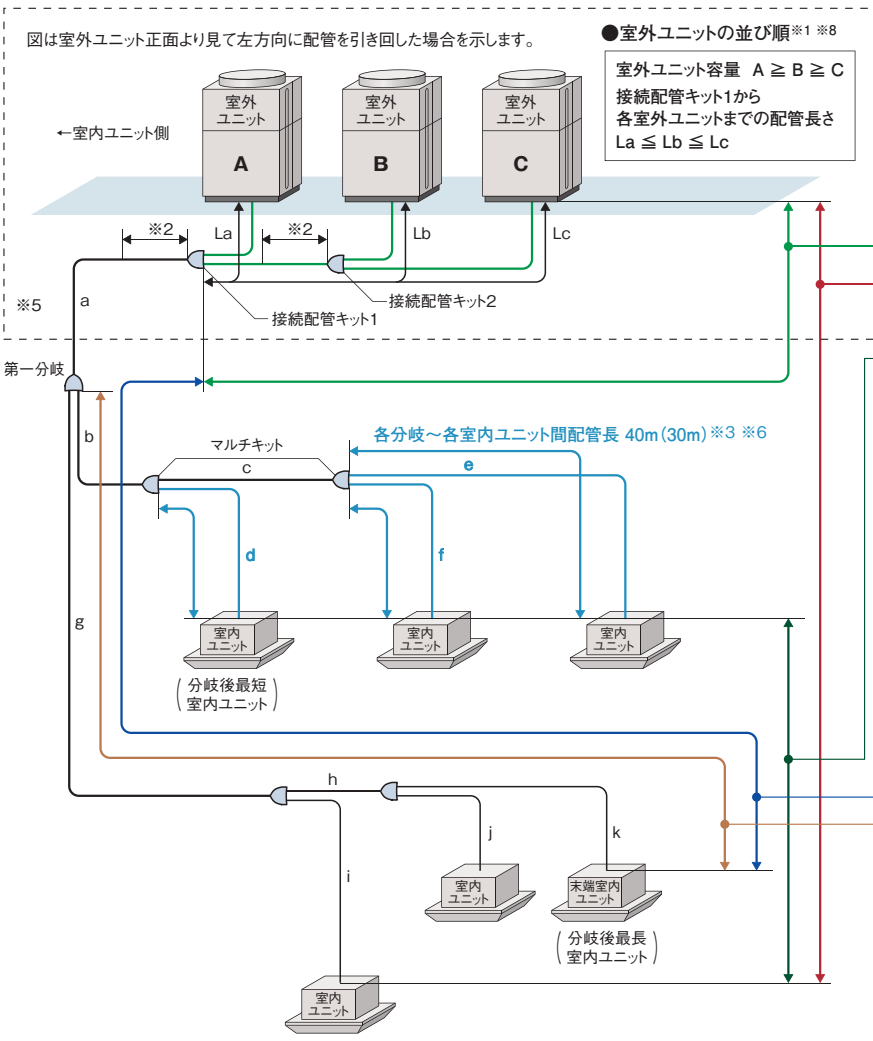 図は室外ユニット正面より見て左方向に配管を引き回した場合を示します。
●室外ユニットの並び順※1 ※8
室外ユニット容量 A ≧ B ≧ C
接続配管キット1から
各室外ユニットまでの配管長さ
La ≦ Lb ≦ Lc
←室内ユニット側
室外
ユニット
A
室外
ユニット
B
室外
ユニット
C
※2
La
※2
Lb
Lc
※5
a
接続配管キット2
接続配管キット1
第一分岐
b
マルチキット
c
各分岐～各室内ユニット間配管長 40m(30m)※3 ※6
e
d
f
g
室内
ユニット
室内
ユニット
室内
ユニット
(分岐後最短
室内ユニット)
h
j
k
i
室内
ユニット
末端室内
ユニット
(分岐後最長
室内ユニット)
室内
ユニット